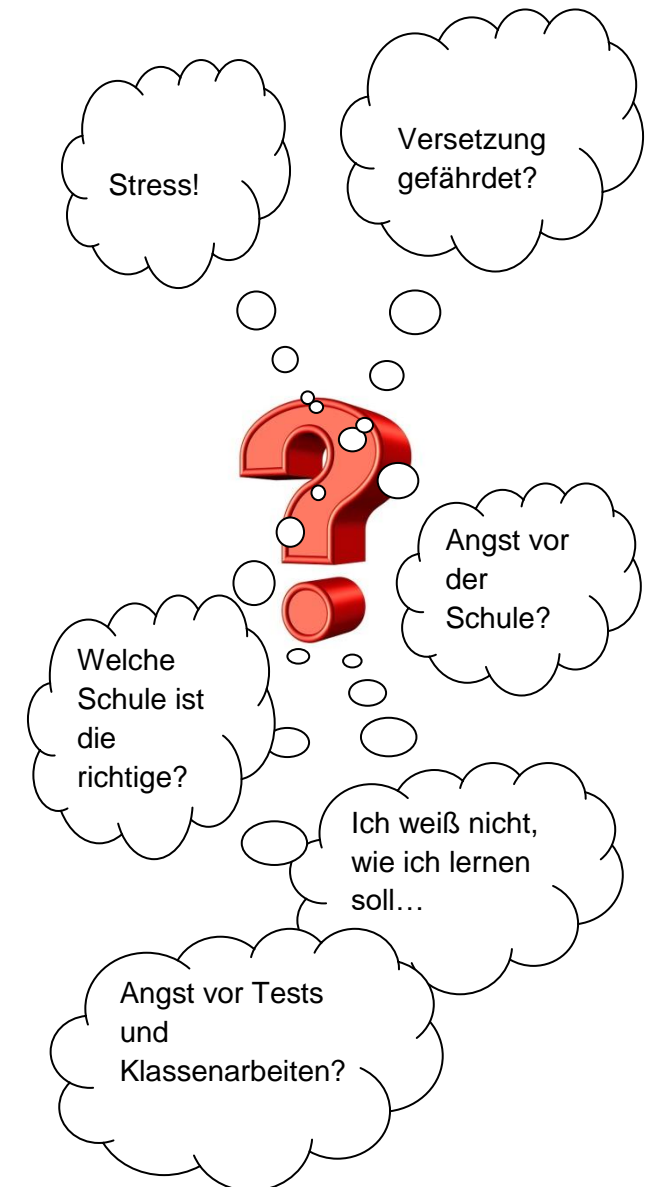 Stress!
Versetzung
gefährdet?
Angst vor
der
Schule?
Welche
Schule ist
die
richtige?
Ich weiß nicht,
wie ich lernen
soll…
Angst vor Tests
und
Klassenarbeiten?